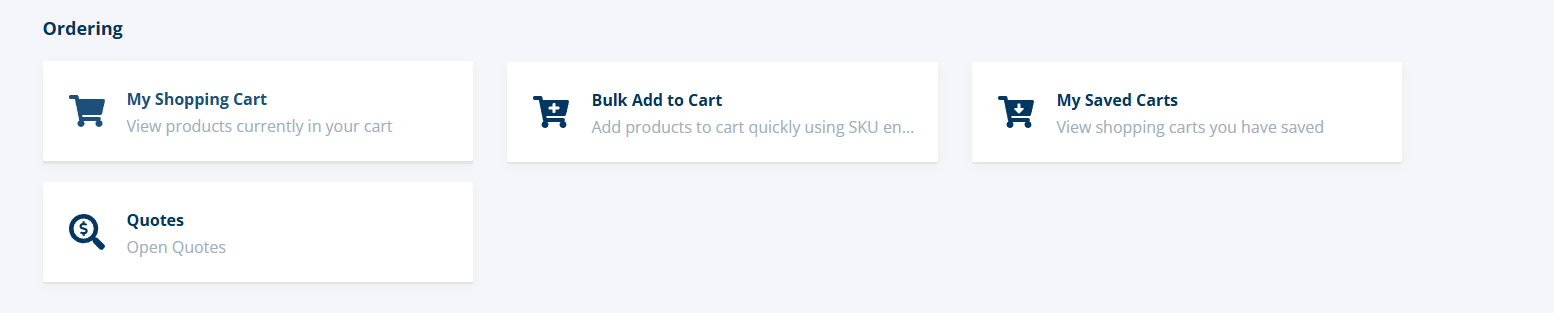 Ordering
My Shopping Cart
View products currently in your cart
Bulk Add to Cart
Add products to cart quickly using SKU en...
My Saved Carts
View shopping carts you have saved
Quotes
Open Quotes